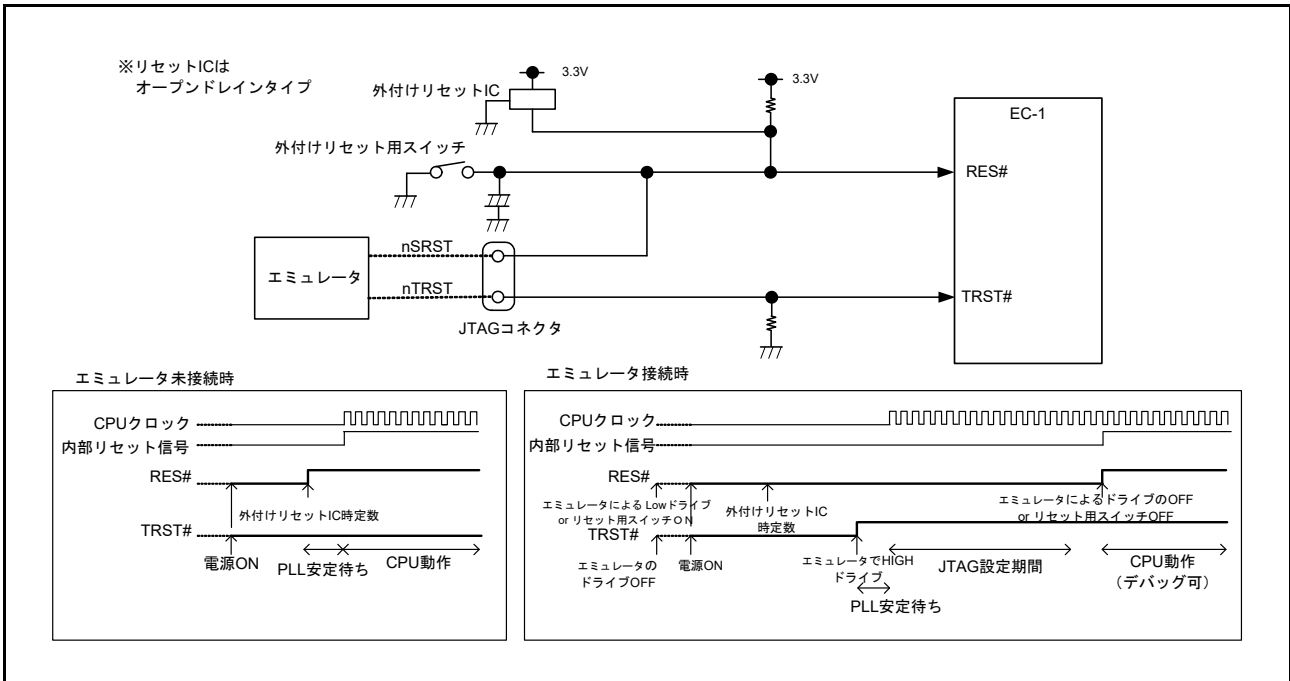 ※リセットICは
オープンドレインタイプ
外付けリセットIC
3.3V
3.3V
EC-1
外付けリセット用スイッチ
RES#
nSRST
エミュレータ
nTRST
TRST#
JTAGコネクタ
エミュレータ未接続時
CPUクロック
内部リセット信号
RES#
外付けリセットIC時定数
TRST#
電源ON
PLL安定待ち
CPU動作
エミュレータ接続時
CPUクロック
内部リセット信号
RES#
エミュレータによる Lowドライブ
or リセット用スイッチON
外付けリセットIC
時定数
エミュレータによるドライブのOFF
or リセット用スイッチOFF
TRST#
エミュレータの
ドライブOFF
電源ON
エミュレータでHIGH
ドライブ
PLL安定待ち
JTAG設定期間
CPU動作
(デバッグ可)